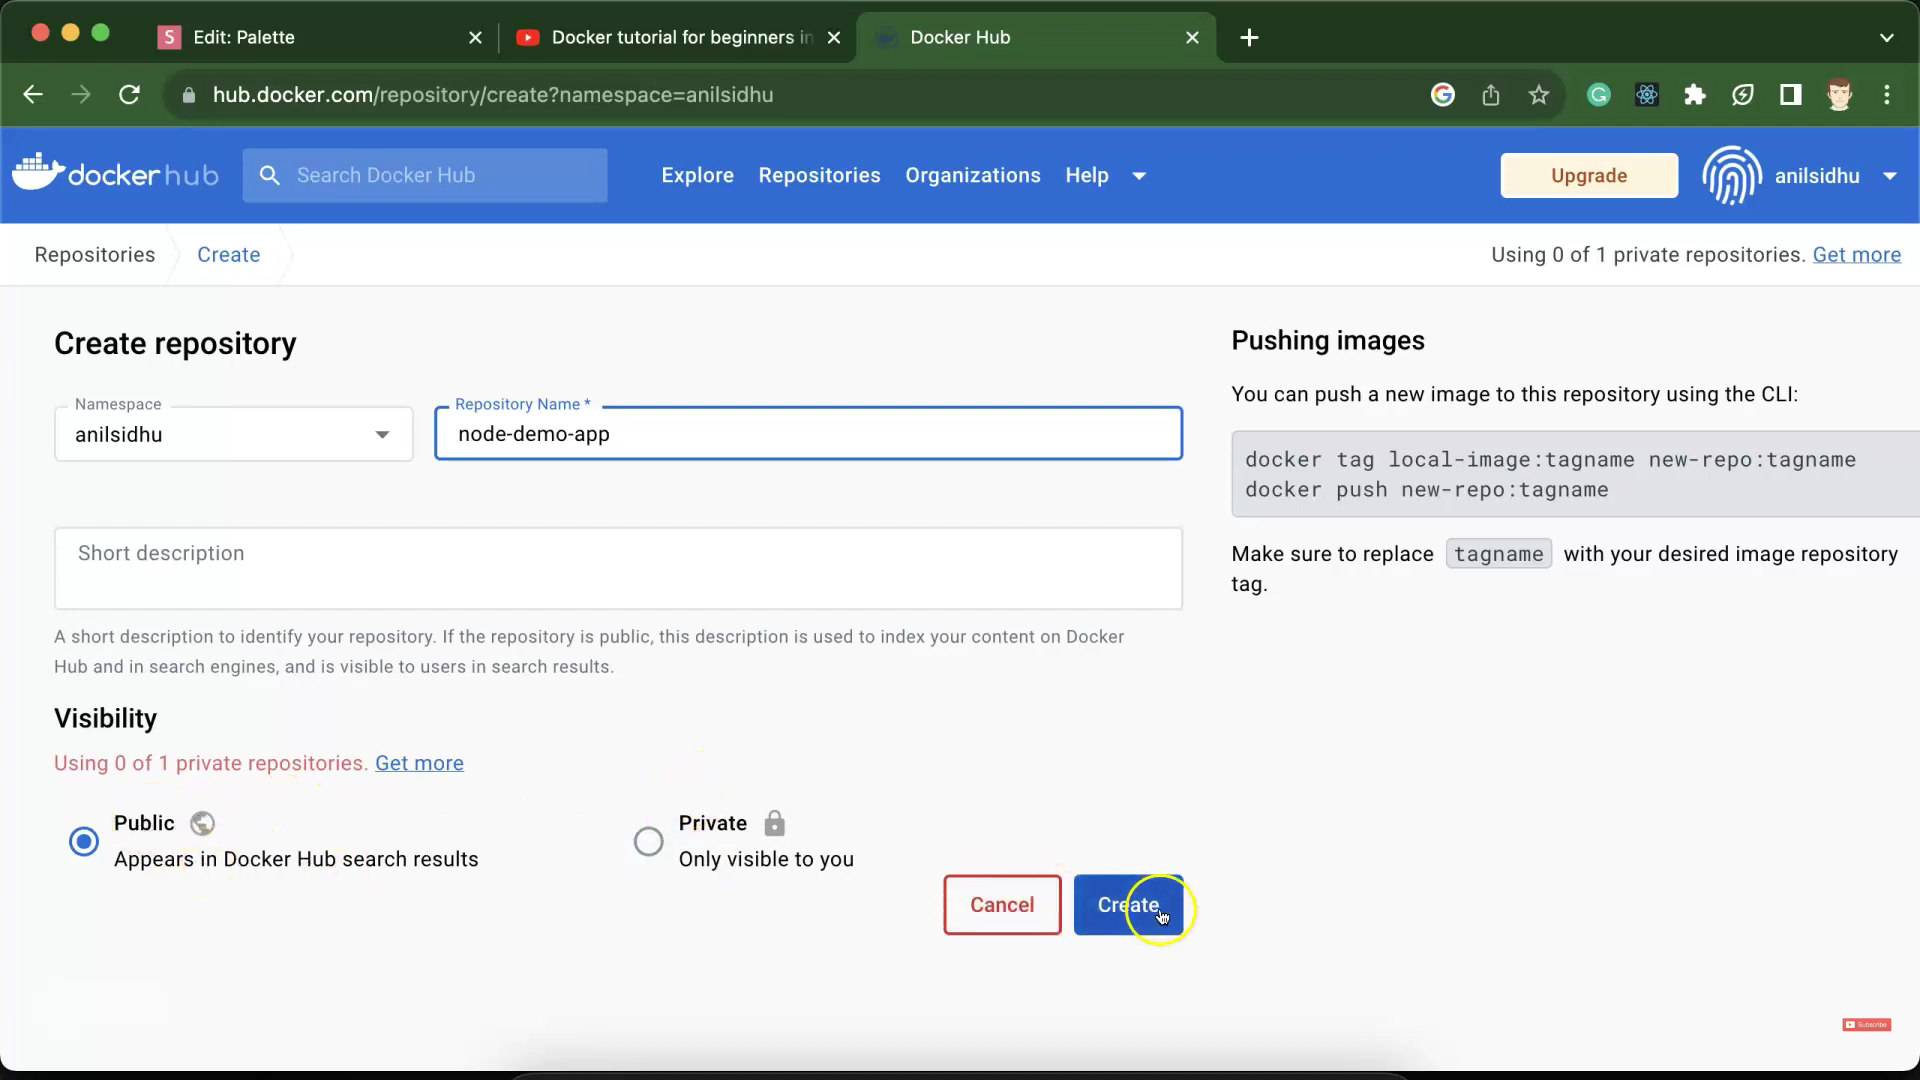 Edit: Palette
Docker tutorial for beginners in
Docker Hub
hub.docker.com/repository/create?namespace=anilsidhu
dockerhub
Search Docker Hub
Explore
Repositories
Organizations
Help
Upgrade
anilsidhu
Repositories
Create
Using 0 of 1 private repositories. Get more
Create repository
Namespace
anilsidhu
Repository Name *
node-demo-app
Short description
A short description to identify your repository. If the repository is public, this description is used to index your content on Docker
Hub and in search engines, and is visible to users in search results.
Visibility
Using 0 of 1 private repositories. Get more
Public
Appears in Docker Hub search results
Private
Only visible to you
Cancel
Create
Pushing images
You can push a new image to this repository using the CLI:
docker tag local-image:tagname new-repo:tagname
docker push new-repo:tagname
Make sure to replace tagname with your desired image repository
tag.
Subscribe